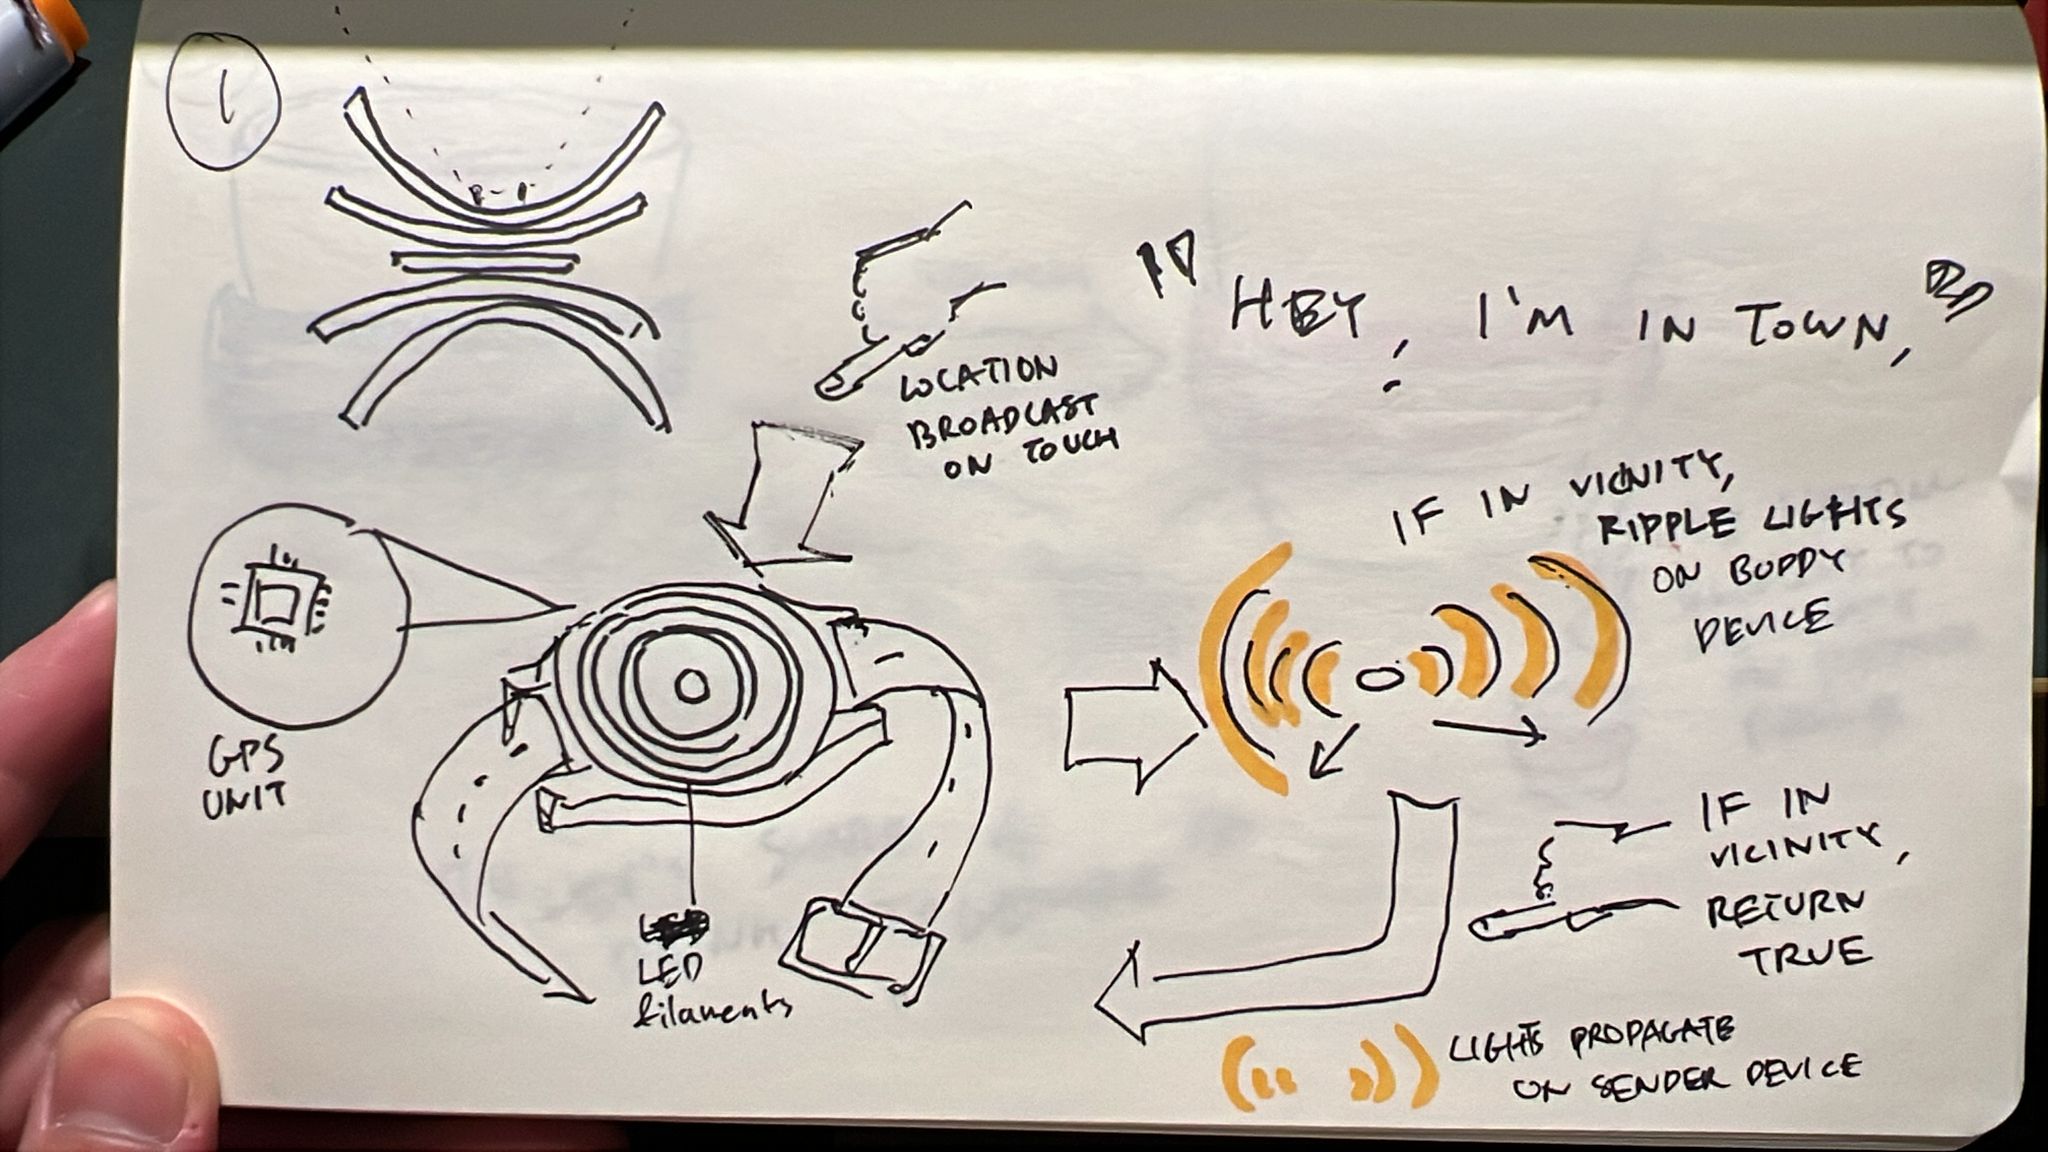 1
LOCATION
BROADCAST
ON TOUCH
" HEY, I'M IN TOWN, "
IF IN VICINITY,
RIPPLE LIGHTS
ON BUDDY
DEVICE
GPS
UNIT
LED
filaments
IF IN
VICINITY,
RETURN
TRUE
LIGHTS PROPAGATE
ON SENDER DEVICE